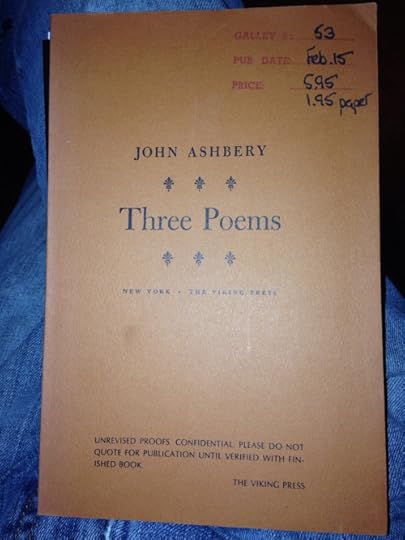 GALLEY #: 53
PUB DATE: Feb. 15
PRICE: 5.95
1.95 paper
JOHN ASHBERY
Three Poems
NEW YORK • THE VIKING PRESS
UNREVISED PROOFS. CONFIDENTIAL. PLEASE DO NOT
QUOTE FOR PUBLICATION UNTIL VERIFIED WITH FIN-
ISHED BOOK.
THE VIKING PRESS